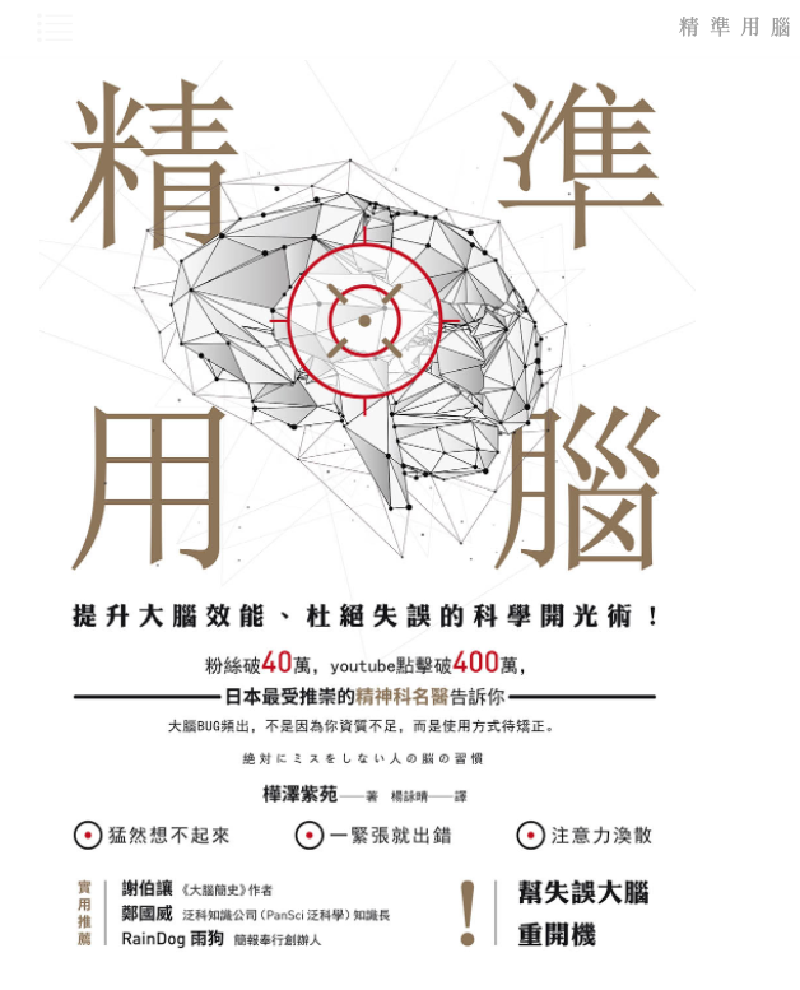 精準用腦
精準
用腦
提升大腦效能、杜絕失誤的科學開光術！
粉絲破40萬，youtube點擊破400萬，
日本最受推崇的精神科名醫告訴你
大腦BUG頻出，不是因為你資質不足，而是使用方式待矯正。
絶対にミスをしない人の脳の習慣
樺澤紫苑——著 楊詠晴——譯
猛然想不起來 一緊張就出錯 注意力渙散
實用推薦
謝伯讓 《大腦簡史》作者
鄭國威 泛科知識公司（PanSci 泛科學）知識長
RainDog 雨狗 簡報奉行創辦人
！
幫失誤大腦
重開機